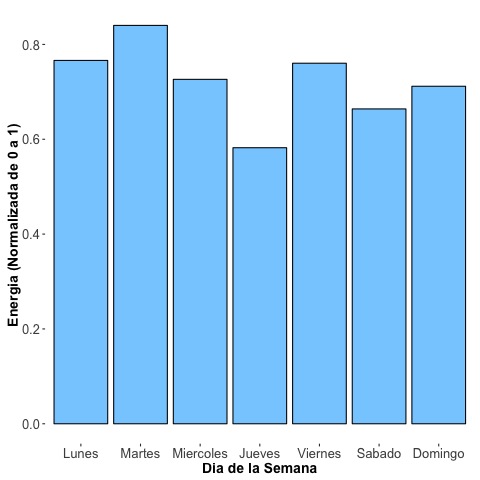 Energia (Normalizada de 0 a 1)
0.8
0.6
0.4
0.2
0.0
Lunes Martes Miercoles Jueves Viernes Sabado Domingo
Dia de la Semana